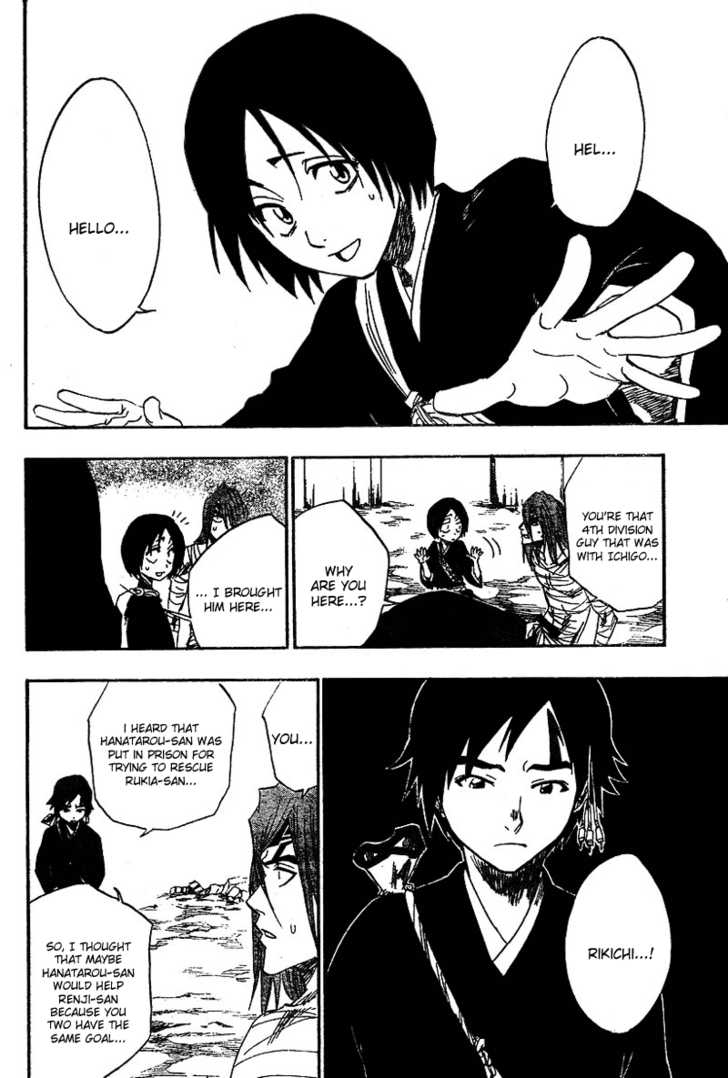 HEL...
HELLO...
YOU'RE THAT
4TH DIVISION
GUY THAT WAS
WITH ICHIGO...
WHY
ARE YOU
HERE...?
... I BROUGHT
HIM HERE...
RIKICHI...!
YOU...
I HEARD THAT
HANATAROU-SAN WAS
PUT IN PRISON FOR
TRYING TO RESCUE
RUKIA-SAN...
SO, I THOUGHT
THAT MAYBE
HANATAROU-SAN
WOULD HELP
RENJI-SAN
BECAUSE YOU
TWO HAVE THE
SAME GOAL...